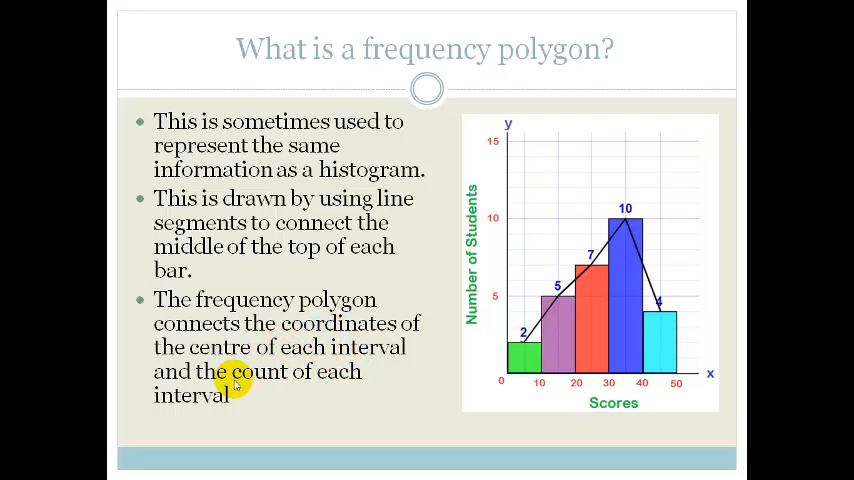 What is a frequency polygon?
This is sometimes used to
represent the same
information as a histogram.
This is drawn by using line
segments to connect the
middle of the top of each
bar.
The frequency polygon
connects the coordinates of
the centre of each interval
and the count of each
interval
y
15
10
5
0
Number of Students
2
5
7
10
4
10
20
30
40
50
x
Scores